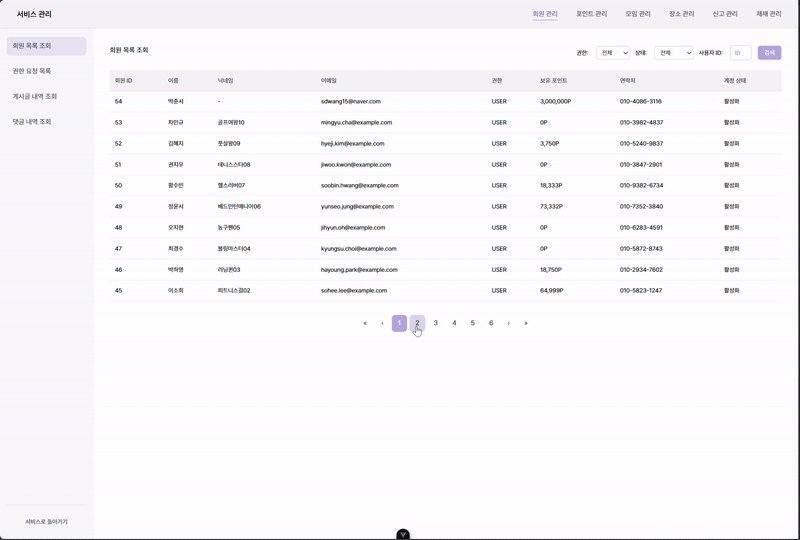 서비스 관리
회원 관리 포인트 관리 모임 관리 장소 관리 신고 관리 제재 관리
회원 목록 조회
권한 요청 목록
게시글 내역 조회
댓글 내역 조회
서비스로 돌아가기
회원 목록 조회
권한: 전체 상태: 전체 사용자 ID: ID 검색
회원 ID 이름 닉네임 이메일 권한 보유 포인트 연락처 계정 상태
54 박준서 - sdwang15@naver.com USER 3,000,000P 010-4086-3116 활성화
53 차민규 골프여왕10 mingyu.cha@example.com USER 0P 010-3982-4837 활성화
52 김혜지 풋살왕09 hyeji.kim@example.com USER 3,750P 010-5240-9837 활성화
51 권지우 테니스스타08 jiwoo.kwon@example.com USER 0P 010-3847-2901 활성화
50 황수빈 헬스러버07 soobin.hwang@example.com USER 18,333P 010-9382-6734 활성화
49 정윤서 배드민턴매니아06 yunseo.jung@example.com USER 73,332P 010-7352-3840 활성화
48 오지현 농구팬05 jihyun.oh@example.com USER 0P 010-6283-4591 활성화
47 최경수 볼링마스터04 kyungsu.choi@example.com USER 0P 010-5872-8743 활성화
46 박하영 러닝퀸03 hayoung.park@example.com USER 18,750P 010-2934-7602 활성화
45 이소희 피트니스걸02 sohee.lee@example.com USER 64,999P 010-5823-1247 활성화
« ‹ 1 2 3 4 5 6 › »